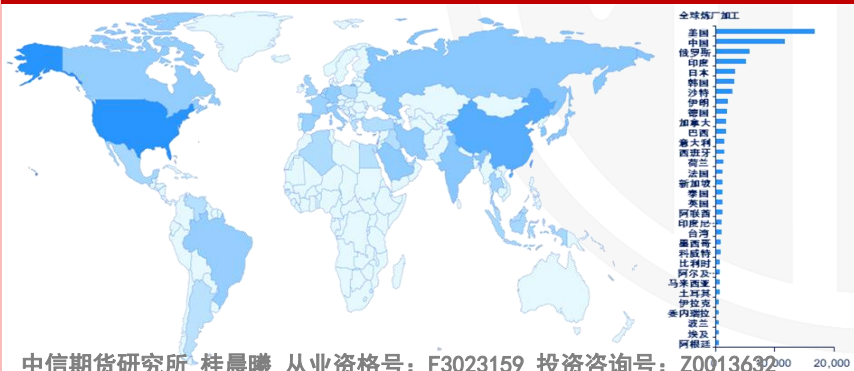 全球炼厂加工
美国
中国
俄罗斯
印度
日本
韩国
沙特
伊朗
德国
加拿大
巴西
意大利
西班牙
荷兰
法国
新加坡
泰国
英国
阿联酋
印度尼
台湾
墨西哥
科威特
比利时
阿尔及
马来西亚
土耳其
伊拉克
委内瑞拉
波兰
埃及
阿根廷
10,000 20,000
中信期货研究所 桂晨曦 从业资格号：F3023159 投资咨询号：Z0013632